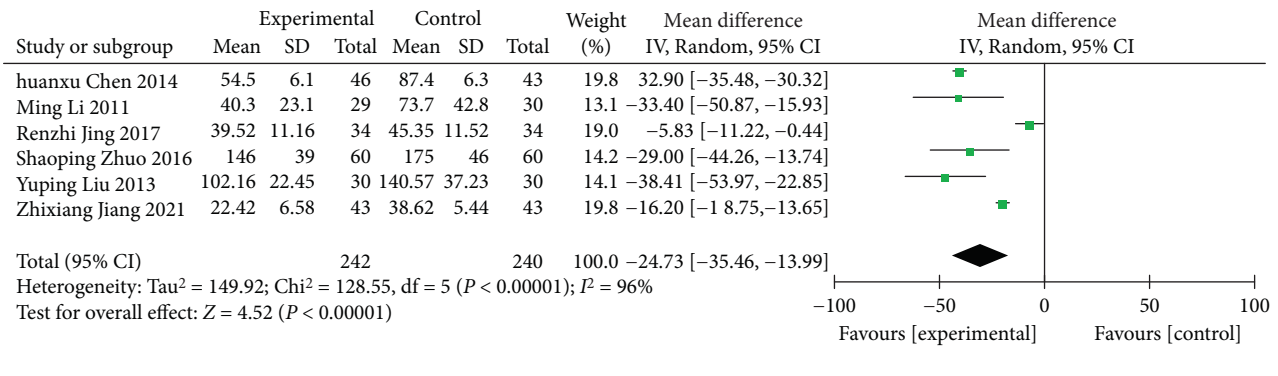 Experimental Control Weight Mean difference Mean difference
Study or subgroup Mean SD Total Mean SD Total (%) IV, Random, 95% CI IV, Random, 95% CI
huanxu Chen 2014 54.5 6.1 46 87.4 6.3 43 19.8 32.90 [−35.48, −30.32]
Ming Li 2011 40.3 23.1 29 73.7 42.8 30 13.1 −33.40 [−50.87, −15.93]
Renzhi Jing 2017 39.52 11.16 34 45.35 11.52 34 19.0 −5.83 [−11.22, −0.44]
Shaoping Zhuo 2016 146 39 60 175 46 60 14.2 −29.00 [−44.26, −13.74]
Yuping Liu 2013 102.16 22.45 30 140.57 37.23 30 14.1 −38.41 [−53.97, −22.85]
Zhixiang Jiang 2021 22.42 6.58 43 38.62 5.44 43 19.8 −16.20 [−1 8.75,−13.65]
Total (95% CI) 242 240 100.0 −24.73 [−35.46, −13.99]
Heterogeneity: Tau² = 149.92; Chi² = 128.55, df = 5 (P < 0.00001); I² = 96%
Test for overall effect: Z = 4.52 (P < 0.00001)
−100 −50 0 50 100
Favours [experimental] Favours [control]